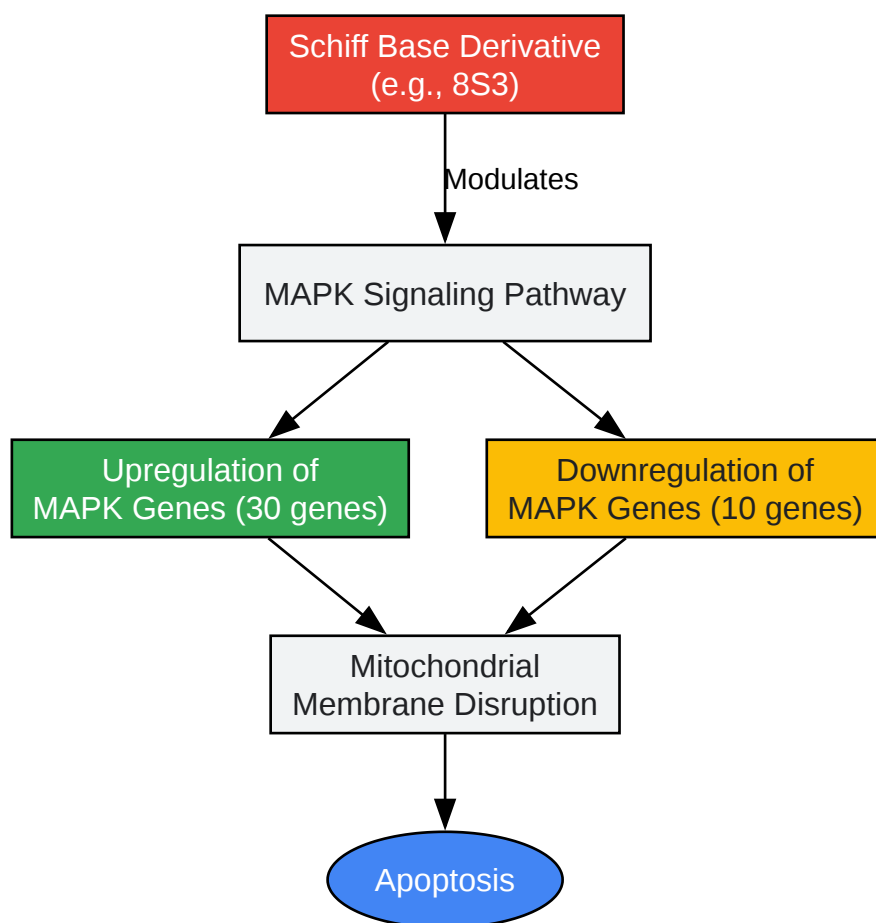 Schiff Base Derivative
(e.g., 8S3)
Modulates
MAPK Signaling Pathway
Upregulation of
MAPK Genes (30 genes)
Downregulation of
MAPK Genes (10 genes)
Mitochondrial
Membrane Disruption
Apoptosis